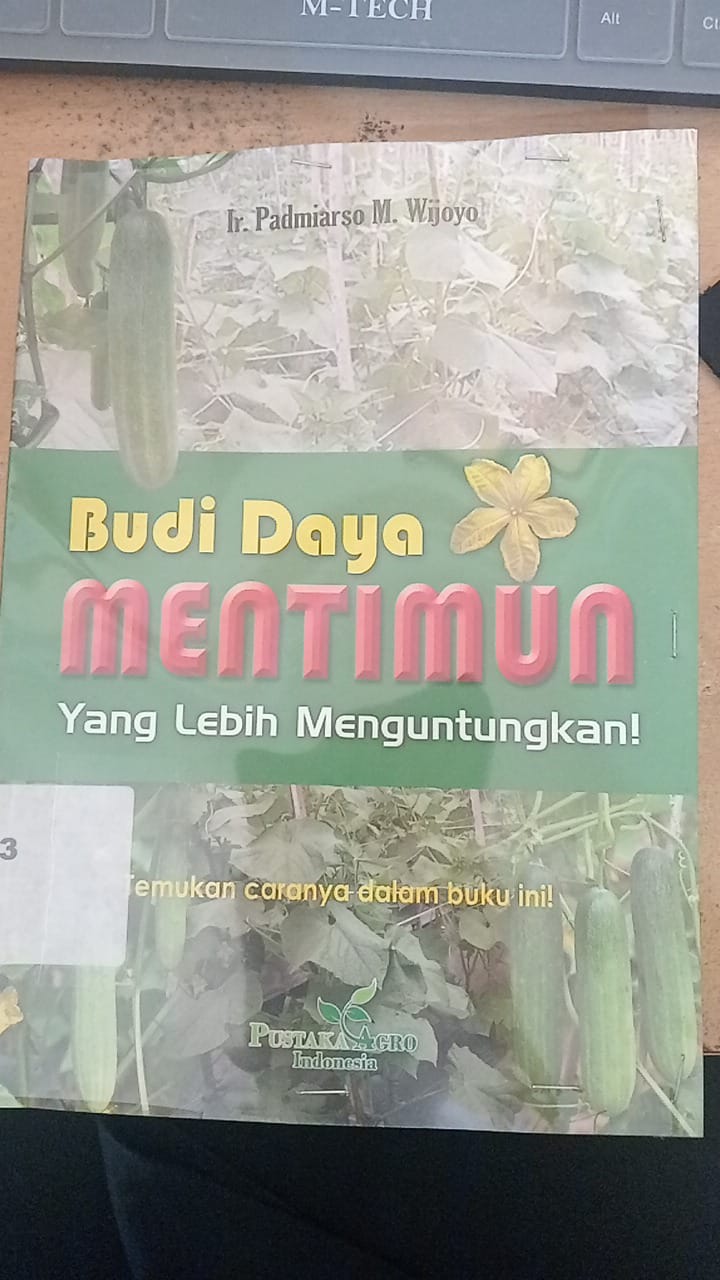 M-TECH
Alt
Ir. Padmiarso M. Wijoyo
Budi Daya
MENTIMUN
Yang Lebih Menguntungkan!
3
Temukan caranya dalam buku ini!
PUSTAKA AGRO
Indonesia